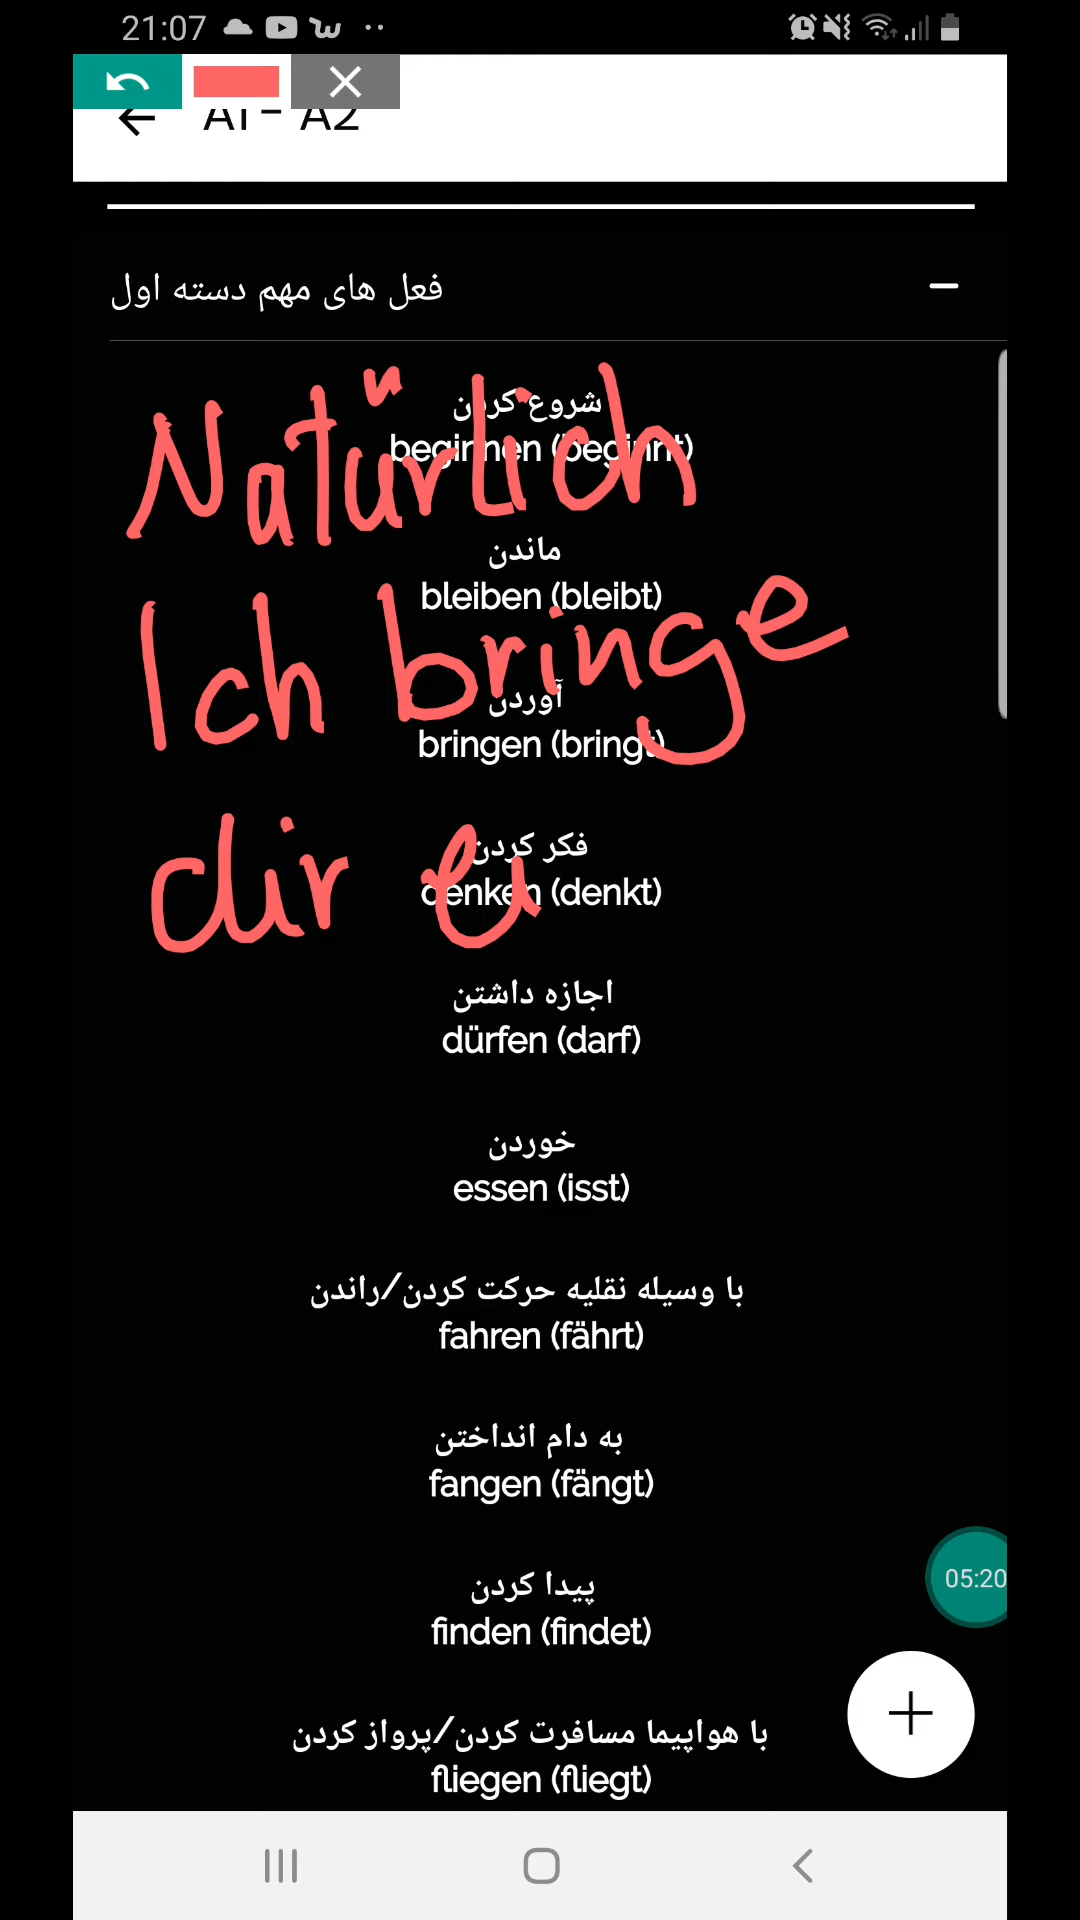 21:07
A1 - A2
فعل های مهم دسته اول
شروع کردن
beginnen (beginnt)
Natürlich
ماندن
bleiben (bleibt)
Ich bringe
آوردن
bringen (bringt)
فکر کردن
denken (denkt)
dir e
اجازه داشتن
dürfen (darf)
خوردن
essen (isst)
با وسیله نقلیه حرکت کردن/راندن
fahren (fährt)
به دام انداختن
fangen (fängt)
پیدا کردن
finden (findet)
05:20
با هواپیما مسافرت کردن/پرواز کردن
fliegen (fliegt)